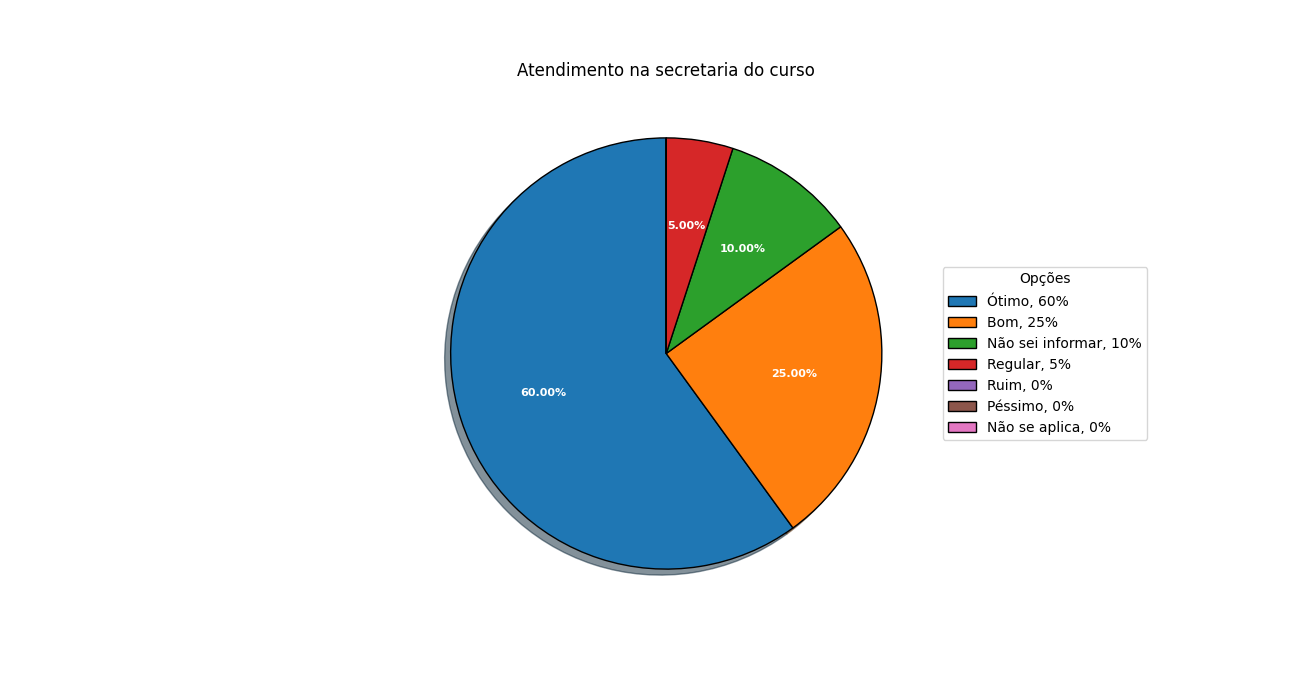 Atendimento na secretaria do curso
5.00%
10.00%
25.00%
60.00%
Opções
Ótimo, 60%
Bom, 25%
Não sei informar, 10%
Regular, 5%
Ruim, 0%
Péssimo, 0%
Não se aplica, 0%